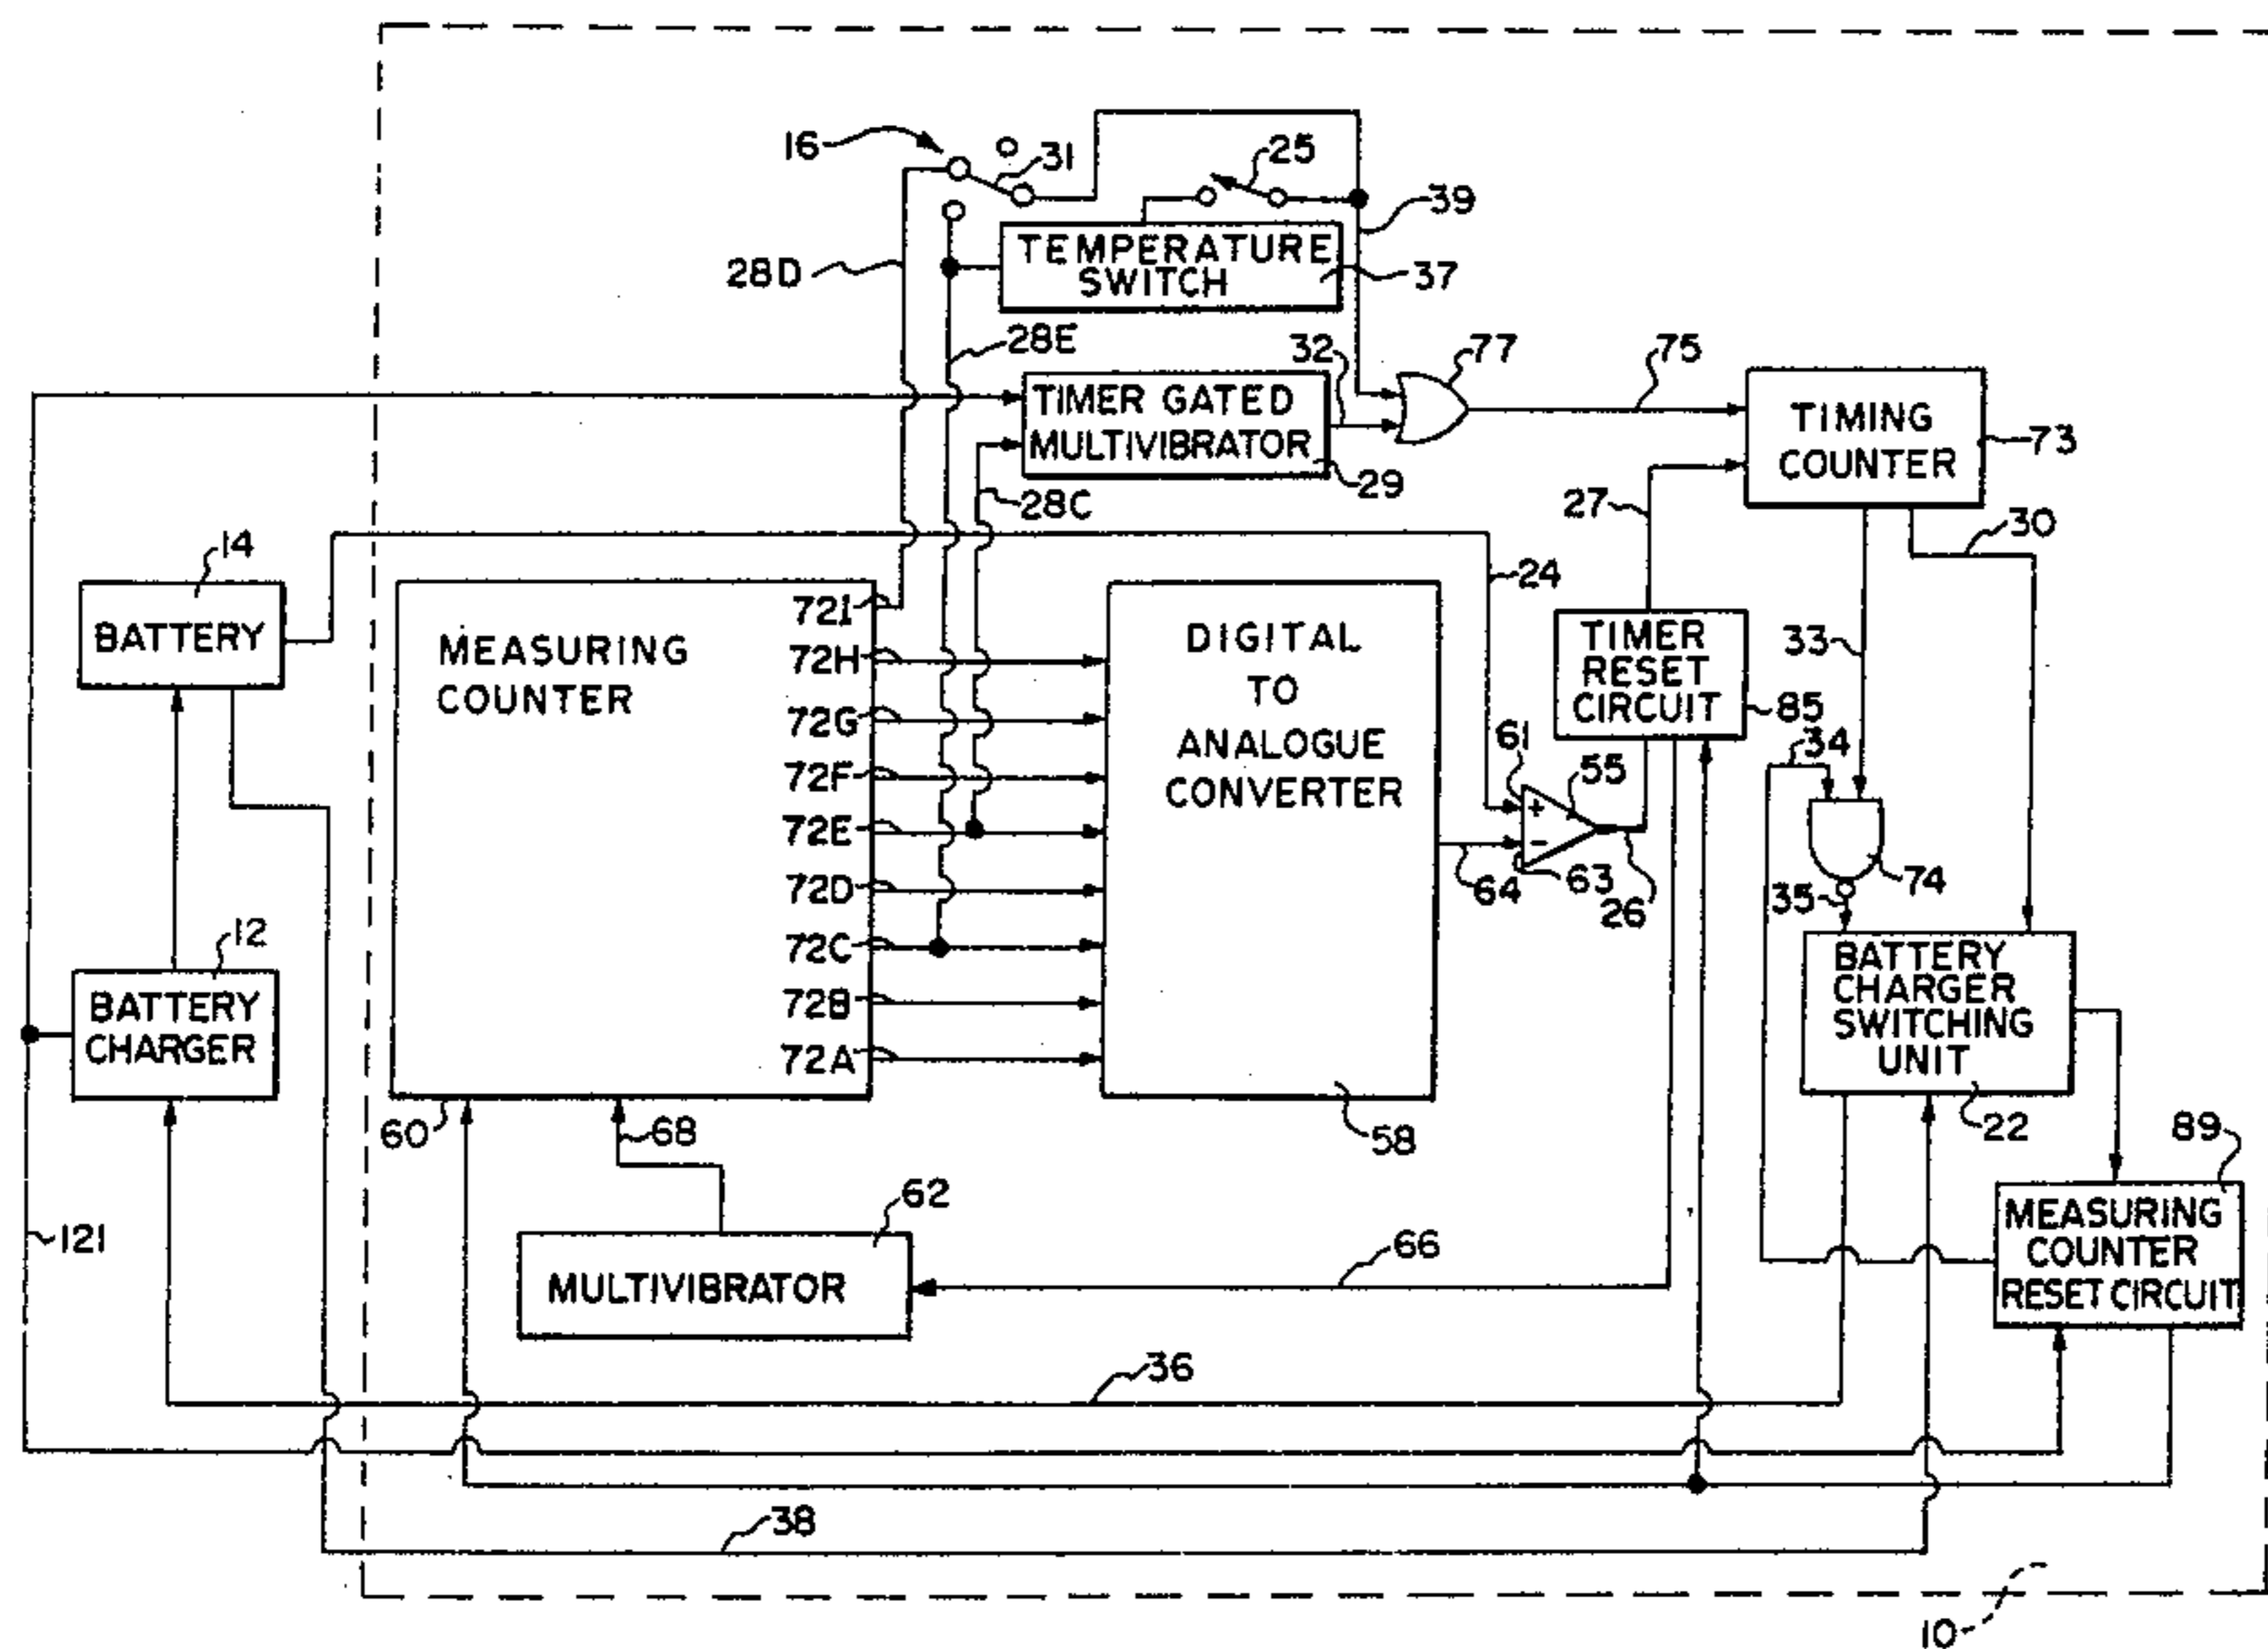 16
31
25
39
TEMPERATURE
SWITCH
37
28D
28E
32
77
75
TIMER GATED
MULTIVIBRATOR
29
TIMING
COUNTER
73
28C
27
30
14
BATTERY
24
MEASURING
COUNTER
72I
72H
72G
72F
72E
72D
72C
72B
72A
DIGITAL
TO
ANALOGUE
CONVERTER
TIMER
RESET
CIRCUIT
85
33
34
61
+
-
55
64
63
26
74
35
12
BATTERY
CHARGER
BATTERY
CHARGER
SWITCHING
UNIT
22
60
68
58
89
121
62
MULTIVIBRATOR
66
MEASURING
COUNTER
RESET CIRCUIT
36
38
10